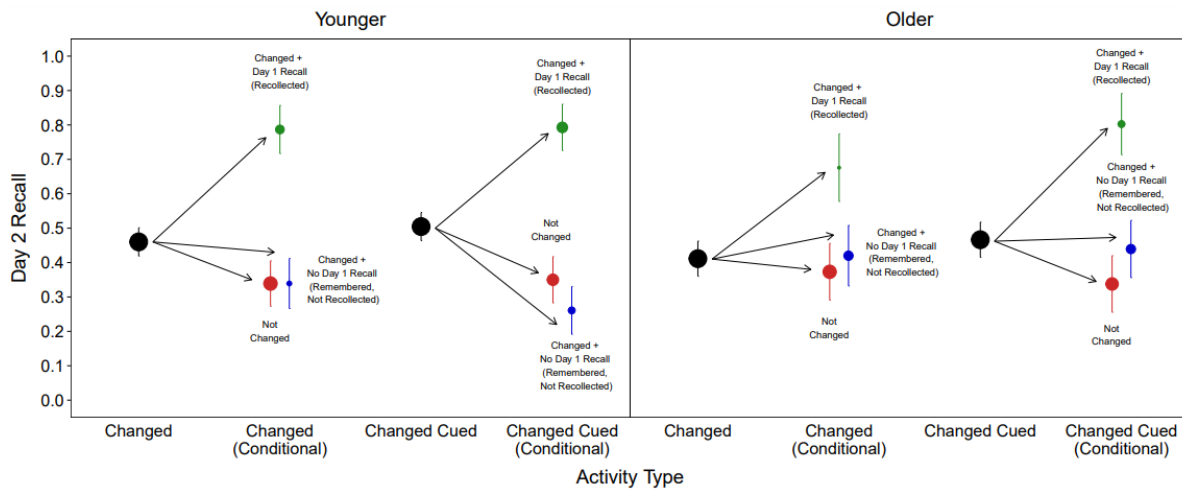 Younger
Older
Day 2 Recall
1.0
0.9
0.8
0.7
0.6
0.5
0.4
0.3
0.2
0.1
0.0
Changed +
Day 1 Recall
(Recollected)
Changed +
No Day 1 Recall
(Remembered,
Not Recollected)
Not
Changed
Changed +
Day 1 Recall
(Recollected)
Not
Changed
Changed +
No Day 1 Recall
(Remembered,
Not Recollected)
Changed +
Day 1 Recall
(Recollected)
Changed +
No Day 1 Recall
(Remembered,
Not Recollected)
Not
Changed
Changed +
Day 1 Recall
(Recollected)
Changed +
No Day 1 Recall
(Remembered,
Not Recollected)
Not
Changed
Changed
Changed
(Conditional)
Changed Cued
Changed Cued
(Conditional)
Changed
Changed
(Conditional)
Changed Cued
Changed Cued
(Conditional)
Activity Type